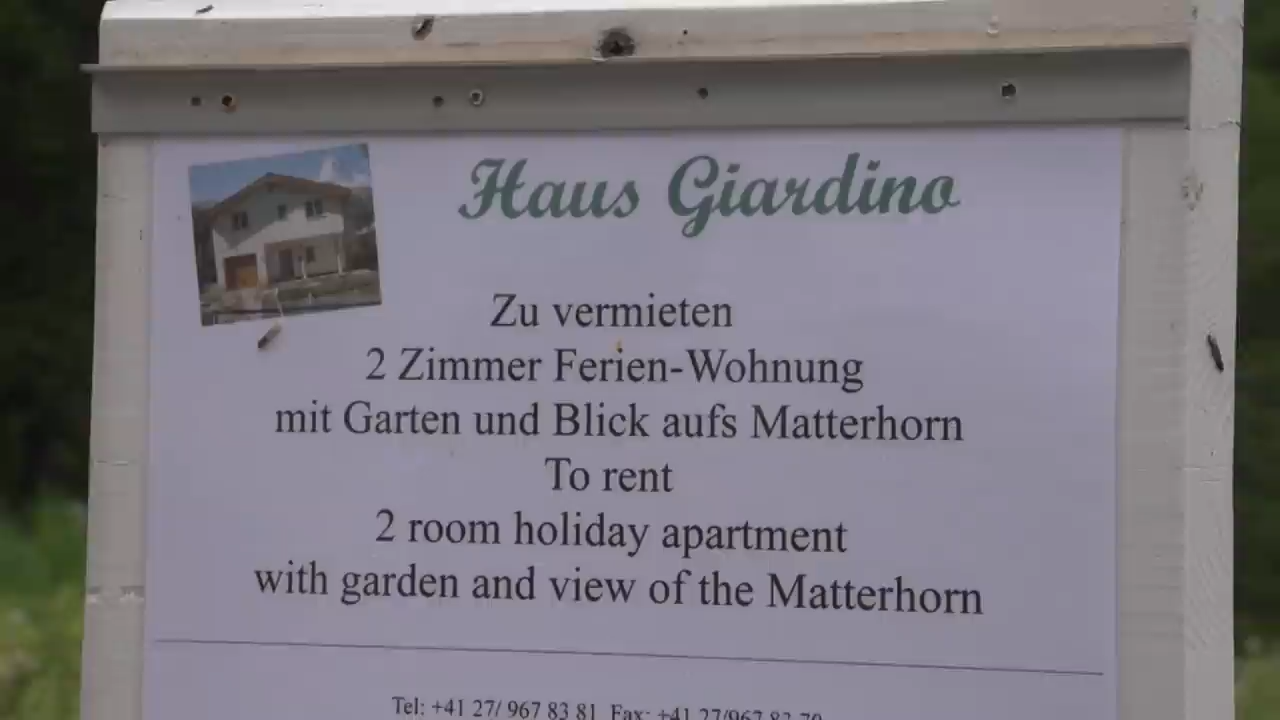 Haus Giardino
Zu vermieten
2 Zimmer Ferien-Wohnung
mit Garten und Blick aufs Matterhorn
To rent
2 room holiday apartment
with garden and view of the Matterhorn
Tel: +41 27/ 967 83 81 Fax: +41 27/967